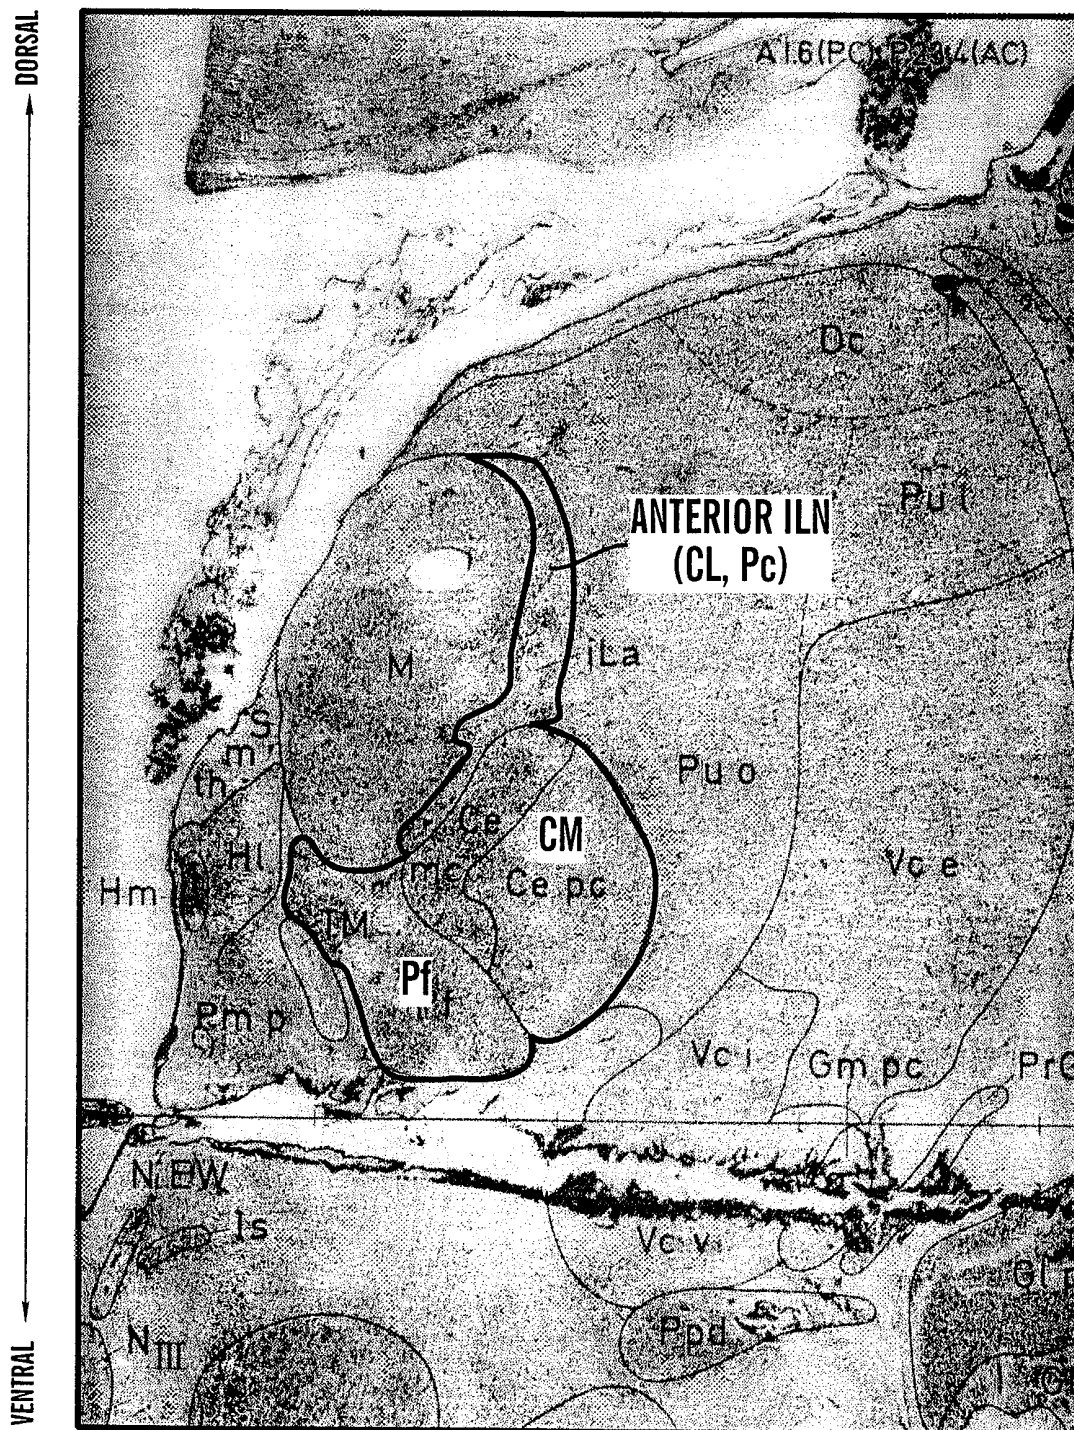 DORSAL
A 1.6 (PC) P 23.4 (AC)
Dc
Pu l
ANTERIOR ILN
(CL, Pc)
M
iLa
S
m
th
Pu o
Ce
CM
Hl
mc
Ce pc
Vc e
Hm
TM
Pf
Pm p
Vc i
Gm pc
PrG
N.EW
Is
Vc v
Ppd
N III
VENTRAL